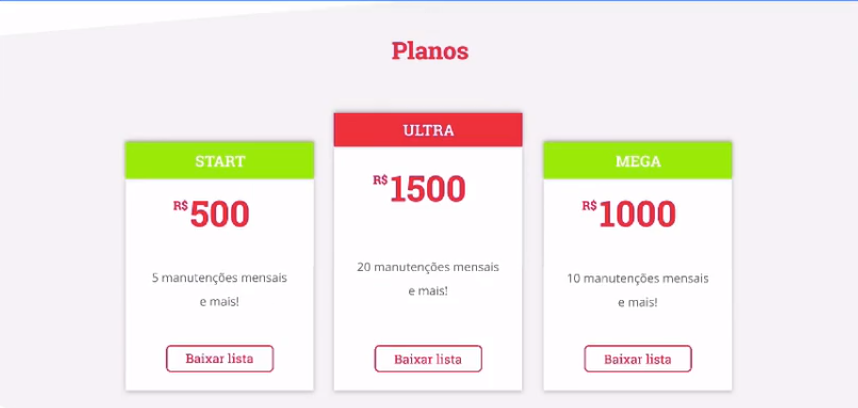 Planos
START
R$ 500
5 manutenções mensais
e mais!
Baixar lista
ULTRA
R$ 1500
20 manutenções mensais
e mais!
Baixar lista
MEGA
R$ 1000
10 manutenções mensais
e mais!
Baixar lista